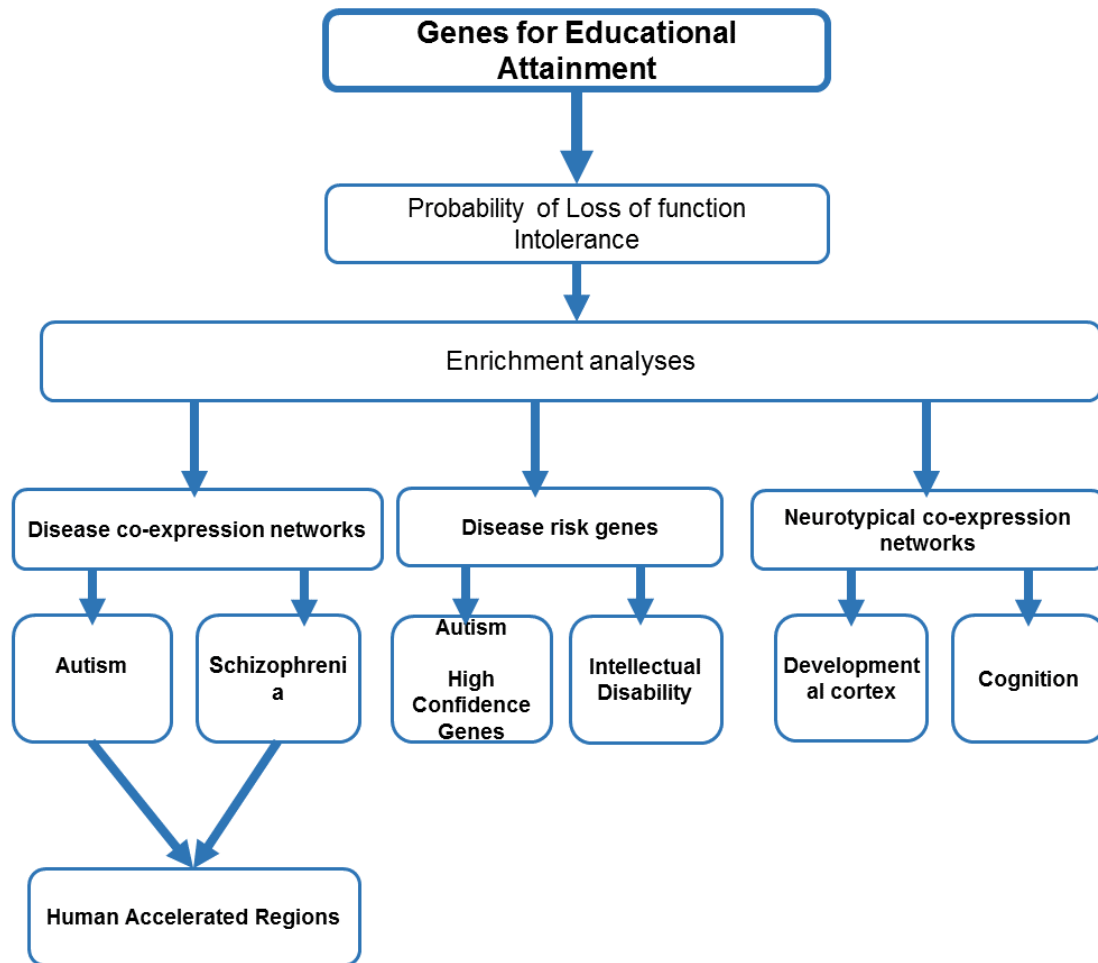 Genes for Educational
Attainment
Probability of Loss of function
Intolerance
Enrichment analyses
Disease co-expression networks
Disease risk genes
Neurotypical co-expression
networks
Autism
Schizophreni
a
Autism
High
Confidence
Genes
Intellectual
Disability
Development
al cortex
Cognition
Human Accelerated Regions